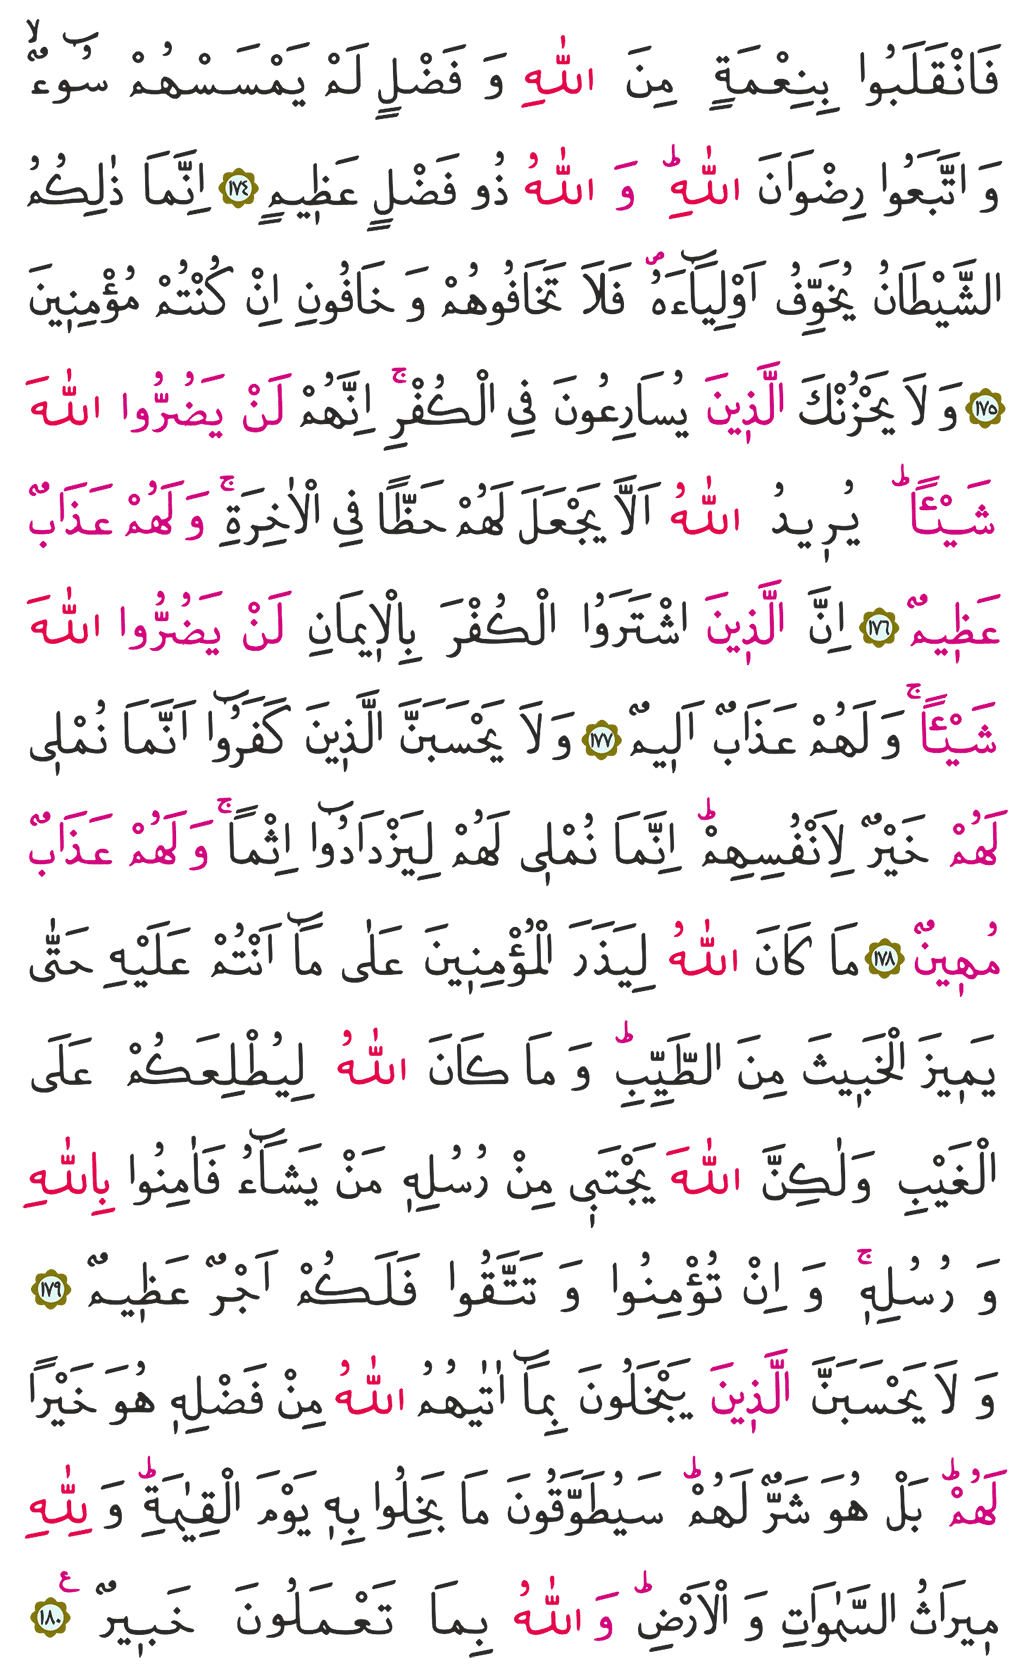 فَانْقَلَبُوا بِنِعْمَةٍ مِنَ اللّٰهِ وَ فَضْلٍ لَمْ يَمْسَسْهُمْ سُٓوءٌۙ
وَ اتَّبَعُوا رِضْوَانَ اللّٰهِؕ وَ اللّٰهُ ذُو فَضْلٍ عَظٖيمٍ ﴿١٧٤﴾ اِنَّمَا ذٰلِكُمُ
الشَّيْطَانُ يُخَوِّفُ اَوْلِيَٓاءَهُࣕ فَلَا تَخَافُوهُمْ وَ خَافُونِ اِنْ كُنْتُمْ مُؤْمِنٖينَ
﴿١٧٥﴾ وَ لَا يَحْزُنْكَ الَّذٖينَ يُسَارِعُونَ فِي الْكُفْرِۚ اِنَّهُمْ لَنْ يَضُرُّوا اللّٰهَ
شَيْـًٔاؕ يُرٖيدُ اللّٰهُ اَلَّا يَجْعَلَ لَهُمْ حَظًّا فِي الْاٰخِرَةِۚ وَ لَهُمْ عَذَابٌ
عَظٖيمٌ ﴿١٧٦﴾ اِنَّ الَّذٖينَ اشْتَرَوُا الْكُفْرَ بِالْاٖيمَانِ لَنْ يَضُرُّوا اللّٰهَ
شَيْـًٔاۚ وَ لَهُمْ عَذَابٌ اَلٖيمٌ ﴿١٧٧﴾ وَ لَا يَحْسَبَنَّ الَّذٖينَ كَفَرُٓوا اَنَّمَا نُمْلٖي
لَهُمْ خَيْرٌ لِاَنْفُسِهِمْؕ اِنَّمَا نُمْلٖي لَهُمْ لِيَزْدَادُٓوا اِثْمًاۚ وَ لَهُمْ عَذَابٌ
مُهٖينٌ ﴿١٧٨﴾ مَا كَانَ اللّٰهُ لِيَذَرَ الْمُؤْمِنٖينَ عَلٰى مَٓا اَنْتُمْ عَلَيْهِ حَتّٰى
يَمٖيزَ الْخَبٖيثَ مِنَ الطَّيِّبِؕ وَ مَا كَانَ اللّٰهُ لِيُطْلِعَكُمْ عَلَى
الْغَيْبِ وَلٰكِنَّ اللّٰهَ يَجْتَبٖي مِنْ رُسُلِهٖ مَنْ يَشَٓاءُ فَاٰمِنُوا بِاللّٰهِ
وَ رُسُلِهٖۚ وَ اِنْ تُؤْمِنُوا وَ تَتَّقُوا فَلَكُمْ اَجْرٌ عَظٖيمٌ ﴿١٧٩﴾
وَ لَا يَحْسَبَنَّ الَّذٖينَ يَبْخَلُونَ بِمَٓا اٰتٰيهُمُ اللّٰهُ مِنْ فَضْلِهٖ هُوَ خَيْرًا
لَهُمْؕ بَلْ هُوَ شَرٌّ لَهُمْؕ سَيُطَوَّقُونَ مَا بَخِلُوا بِهٖ يَوْمَ الْقِيٰمَةِؕ وَ لِلّٰهِ
مٖيرَاثُ السَّمٰوَاتِ وَ الْاَرْضِؕ وَ اللّٰهُ بِمَا تَعْمَلُونَ خَبٖيرٌ ﴿١٨٠﴾ ع